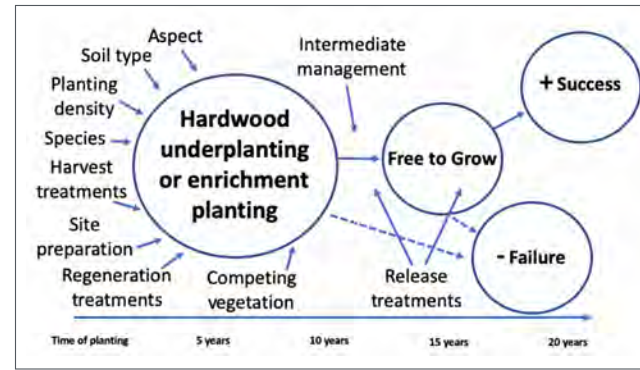 Aspect
Soil type
Planting
density
Species
Harvest
treatments
Site
preparation
Regeneration
treatments
Competing
vegetation
Hardwood
underplanting
or enrichment
planting
Intermediate
management
Free to Grow
Release
treatments
+ Success
- Failure
Time of planting 5 years 10 years 15 years 20 years